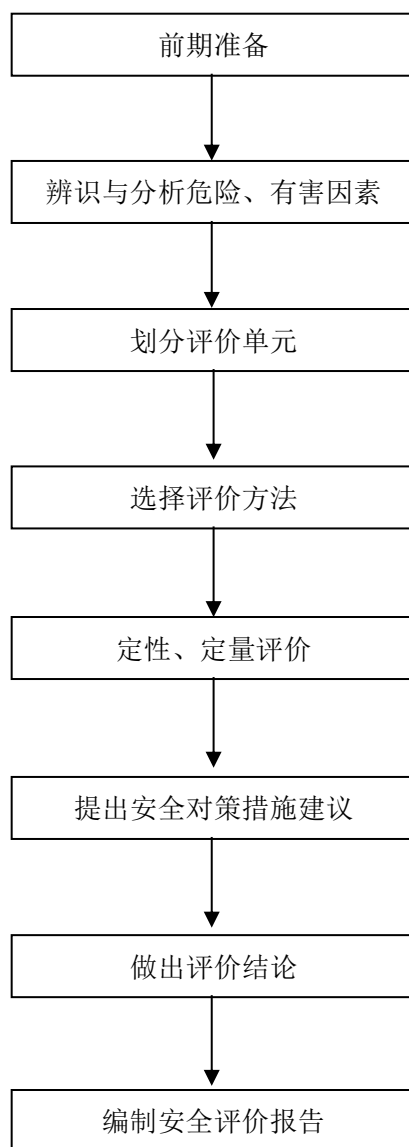 前期准备
辨识与分析危险、有害因素
划分评价单元
选择评价方法
定性、定量评价
提出安全对策措施建议
做出评价结论
编制安全评价报告